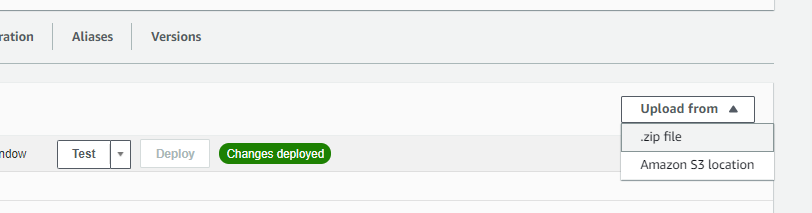 ration Aliases Versions
Upload from
.zip file
ndow Test Deploy Changes deployed
Amazon S3 location